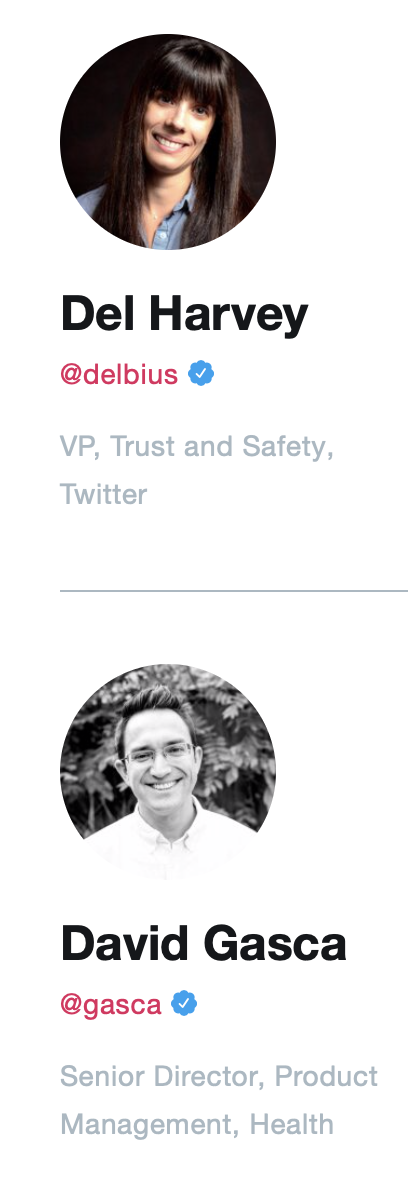 Del Harvey
@delbius
VP, Trust and Safety,
Twitter
David Gasca
@gasca
Senior Director, Product
Management, Health